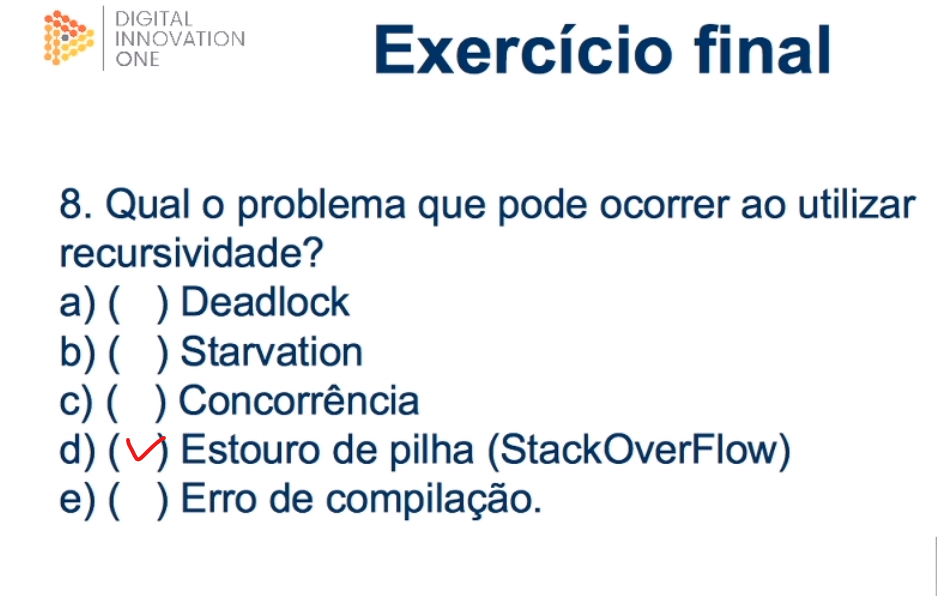 DIGITAL
INNOVATION
ONE
Exercício final
8. Qual o problema que pode ocorrer ao utilizar
recursividade?
a) (   ) Deadlock
b) (   ) Starvation
c) (   ) Concorrência
d) (✓) Estouro de pilha (StackOverFlow)
e) (   ) Erro de compilação.